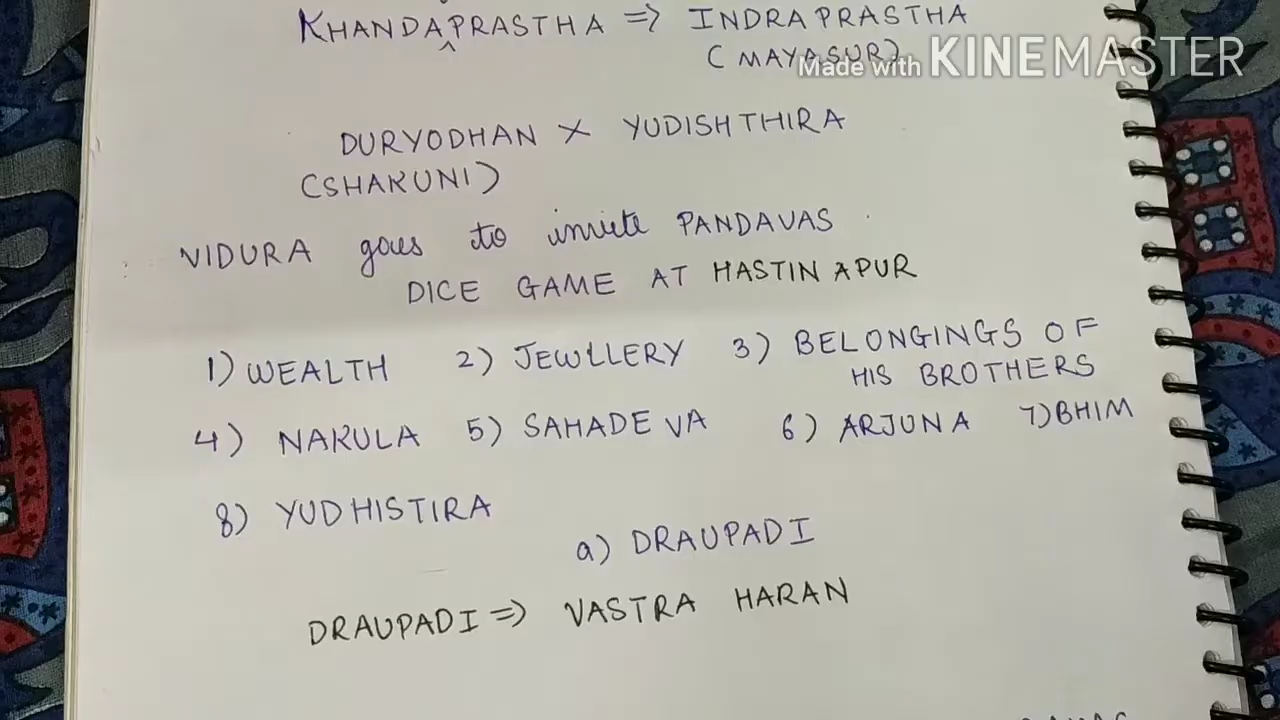 KHANDAPRASTHA => INDRAPRASTHA
(MAYASUR)
Made with KINEMASTER
DURYODHAN X YUDISHTHIRA
(SHAKUNI)
VIDURA goes to invite PANDAVAS
DICE GAME AT HASTINAPUR
1) WEALTH 2) JEWLLERY 3) BELONGINGS OF
HIS BROTHERS
4) NAKULA 5) SAHADEVA 6) ARJUNA 7) BHIM
8) YUDHISTIRA
a) DRAUPADI
DRAUPADI => VASTRA HARAN